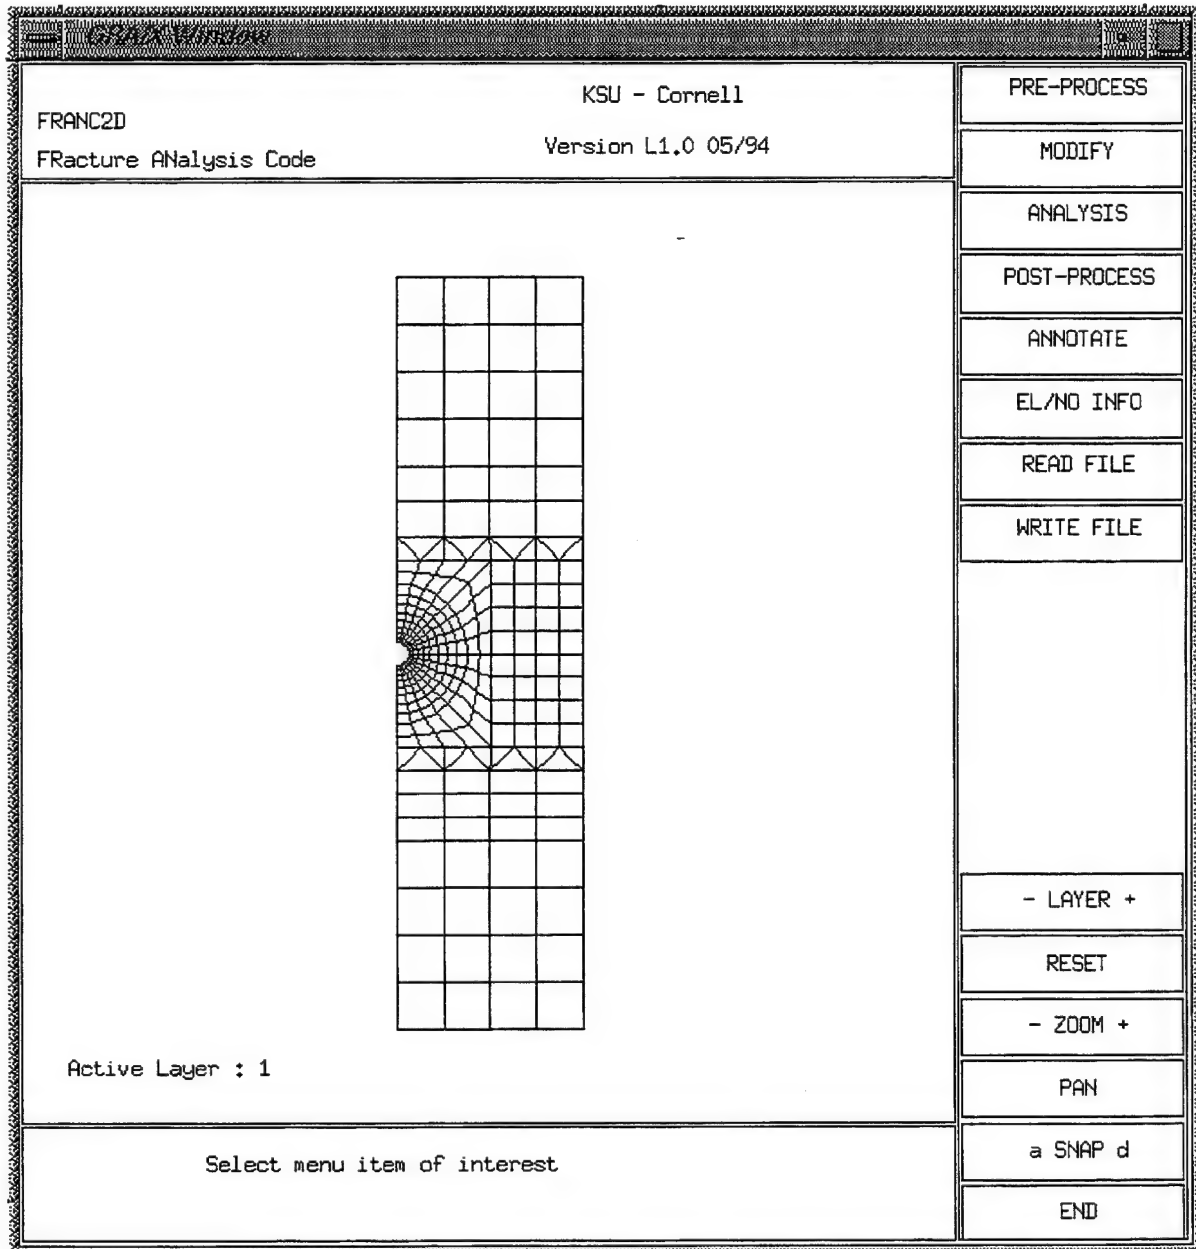 GRAIX Window
KSU - Cornell
FRANC2D
Version L1.0 05/94
FRacture ANalysis Code
PRE-PROCESS
MODIFY
ANALYSIS
POST-PROCESS
ANNOTATE
EL/NO INFO
READ FILE
WRITE FILE
- LAYER +
RESET
- ZOOM +
PAN
a SNAP d
END
Active Layer : 1
Select menu item of interest